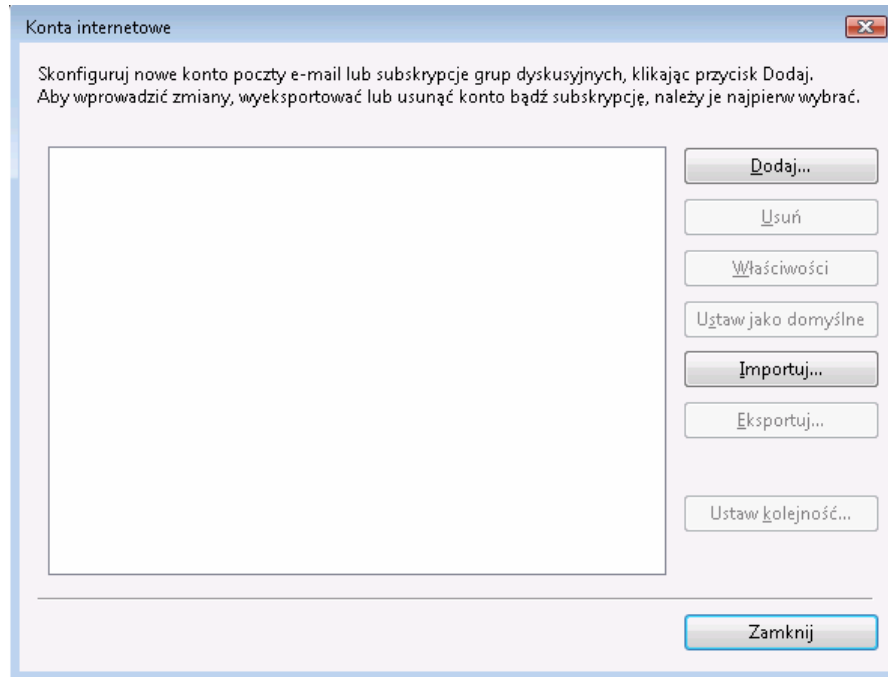 Konta internetowe
Skonfiguruj nowe konto poczty e-mail lub subskrypcje grup dyskusyjnych, klikając przycisk Dodaj.
Aby wprowadzić zmiany, wyeksportować lub usunąć konto bądź subskrypcję, należy je najpierw wybrać.
Dodaj...
Usuń
Właściwości
Ustaw jako domyślne
Importuj...
Eksportuj...
Ustaw kolejność...
Zamknij